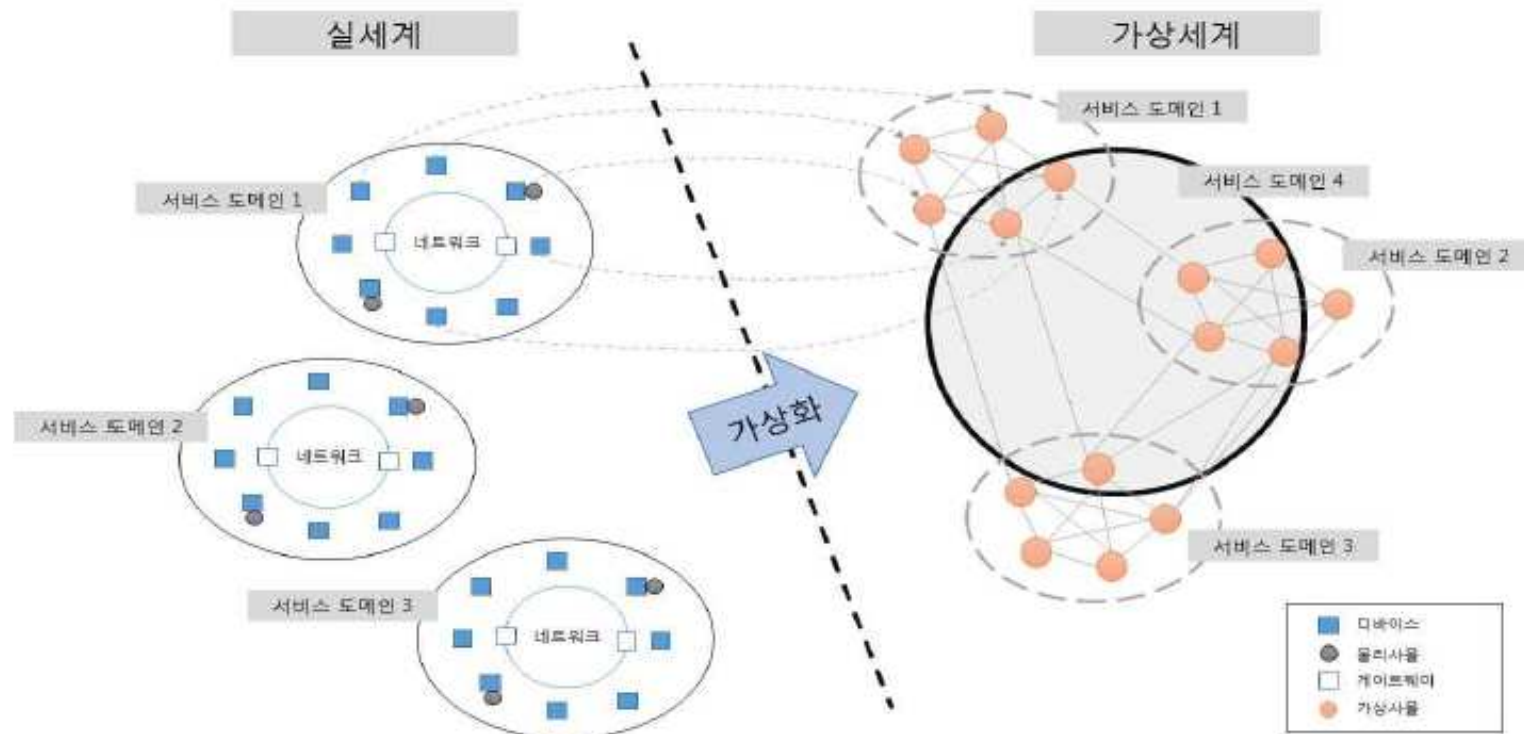 실세계
가상세계
서비스 도메인 1
서비스 도메인 4
서비스 도메인 1
네트워크
서비스 도메인 2
가상화
서비스 도메인 2
네트워크
서비스 도메인 3
서비스 도메인 3
네트워크
디바이스
물리사물
게이트웨이
가상사물